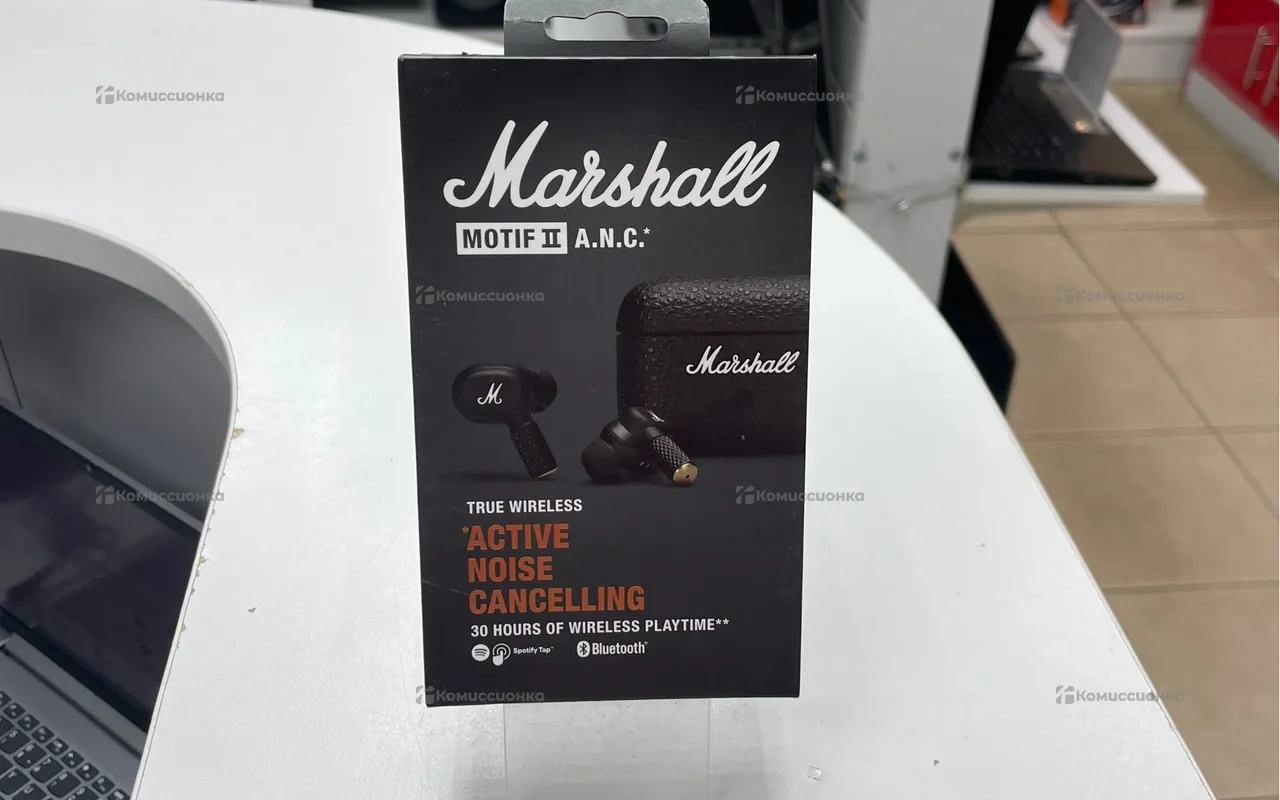 Marshall
MOTIF II A.N.C.*
Marshall
M
TRUE WIRELESS
*ACTIVE
NOISE
CANCELLING
30 HOURS OF WIRELESS PLAYTIME**
Spotify Tap™ Bluetooth®
Комиссионка
Комиссионка
Комиссионка
Комиссионка
Комиссионка
Комиссионка
Комиссионка
Комиссионка